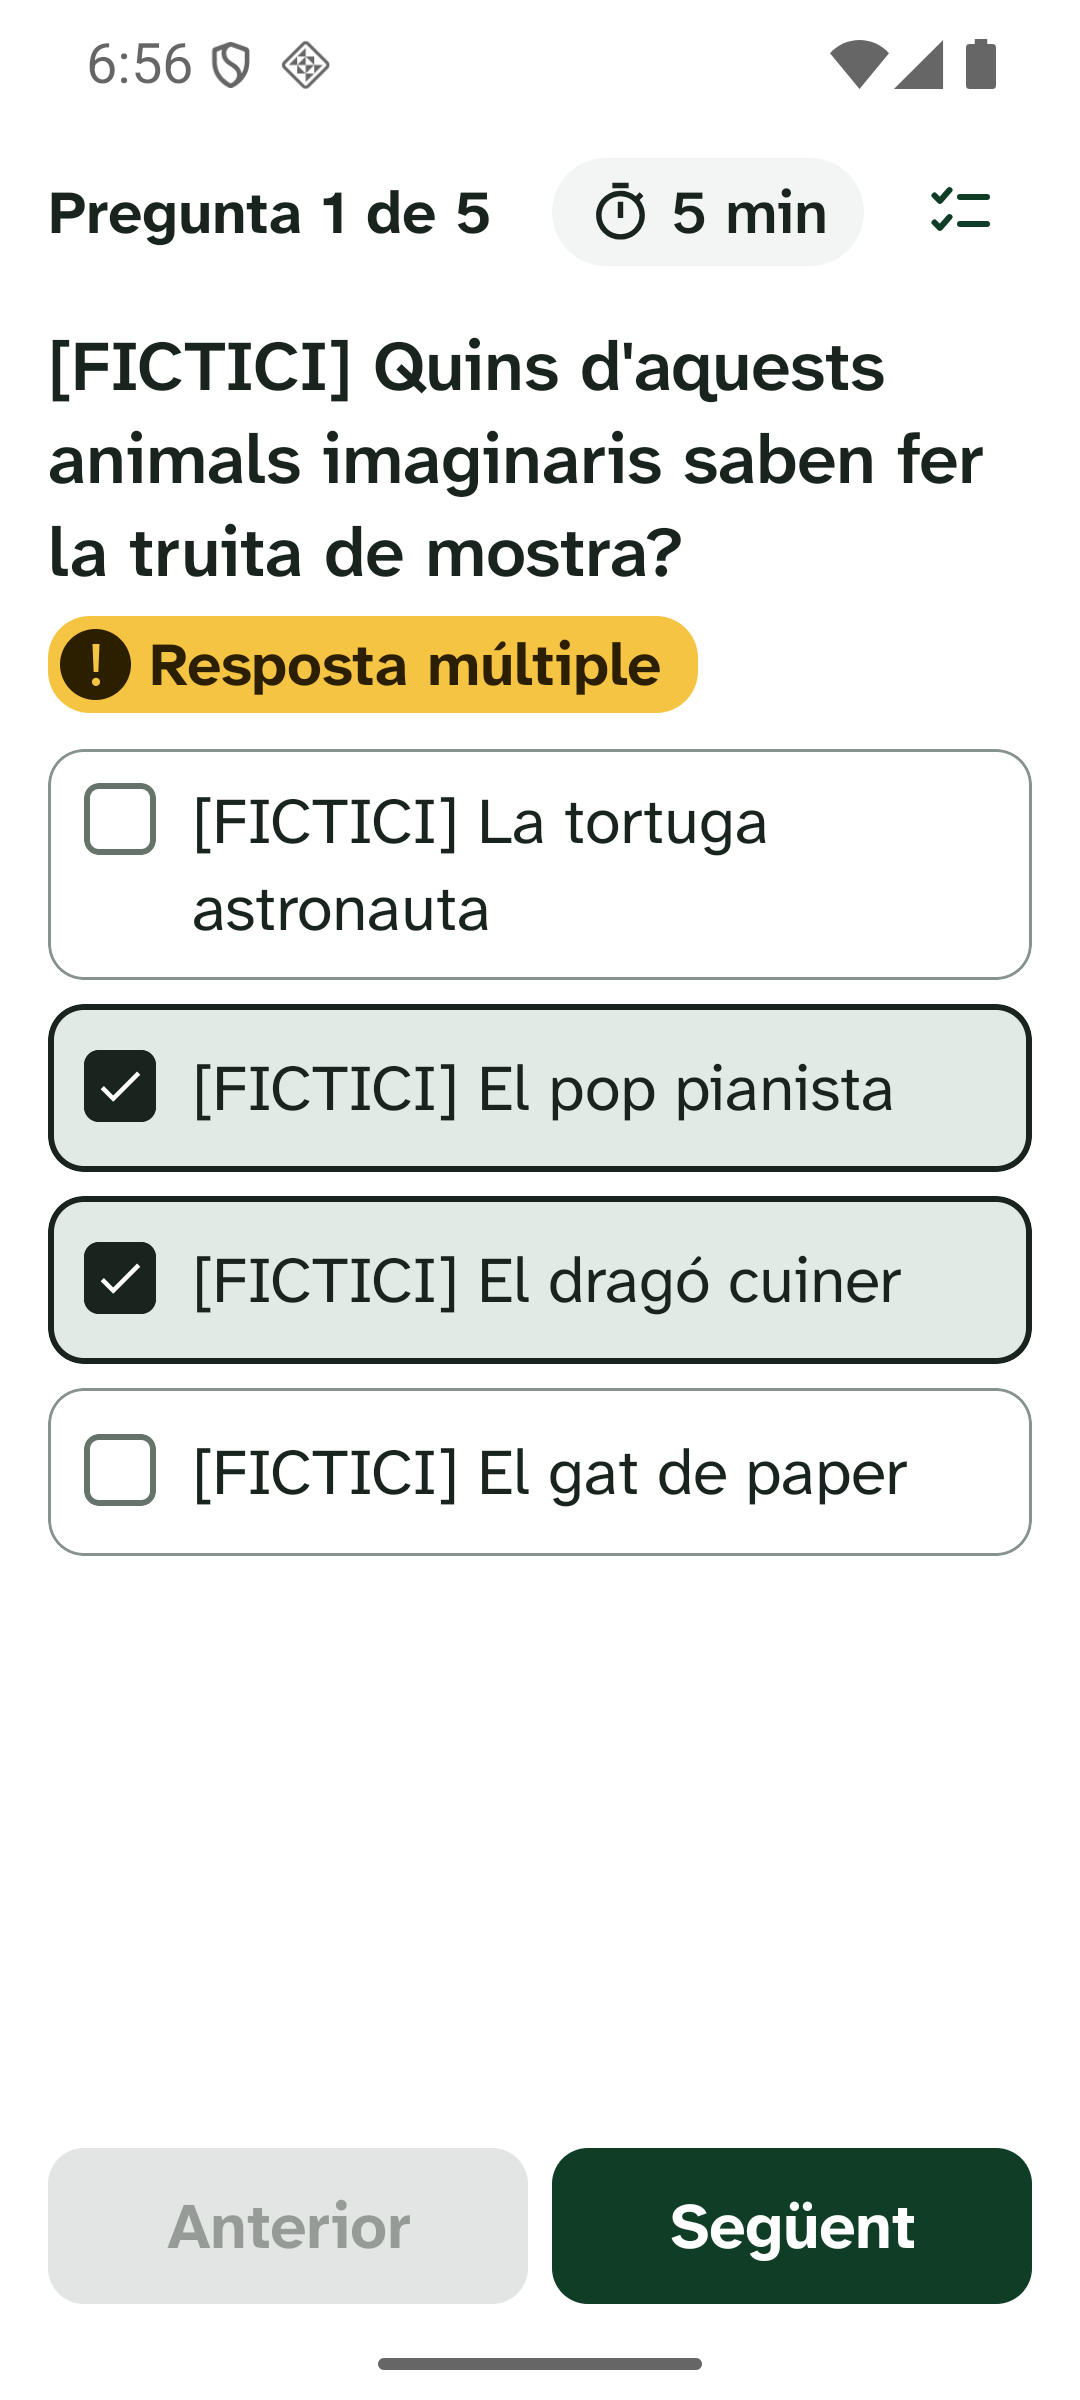 6:56
Pregunta 1 de 5
5 min
[FICTICI] Quins d'aquests
animals imaginaris saben fer
la truita de mostra?
! Resposta múltiple
[FICTICI] La tortuga
astronauta
[FICTICI] El pop pianista
[FICTICI] El dragó cuiner
[FICTICI] El gat de paper
Anterior
Següent